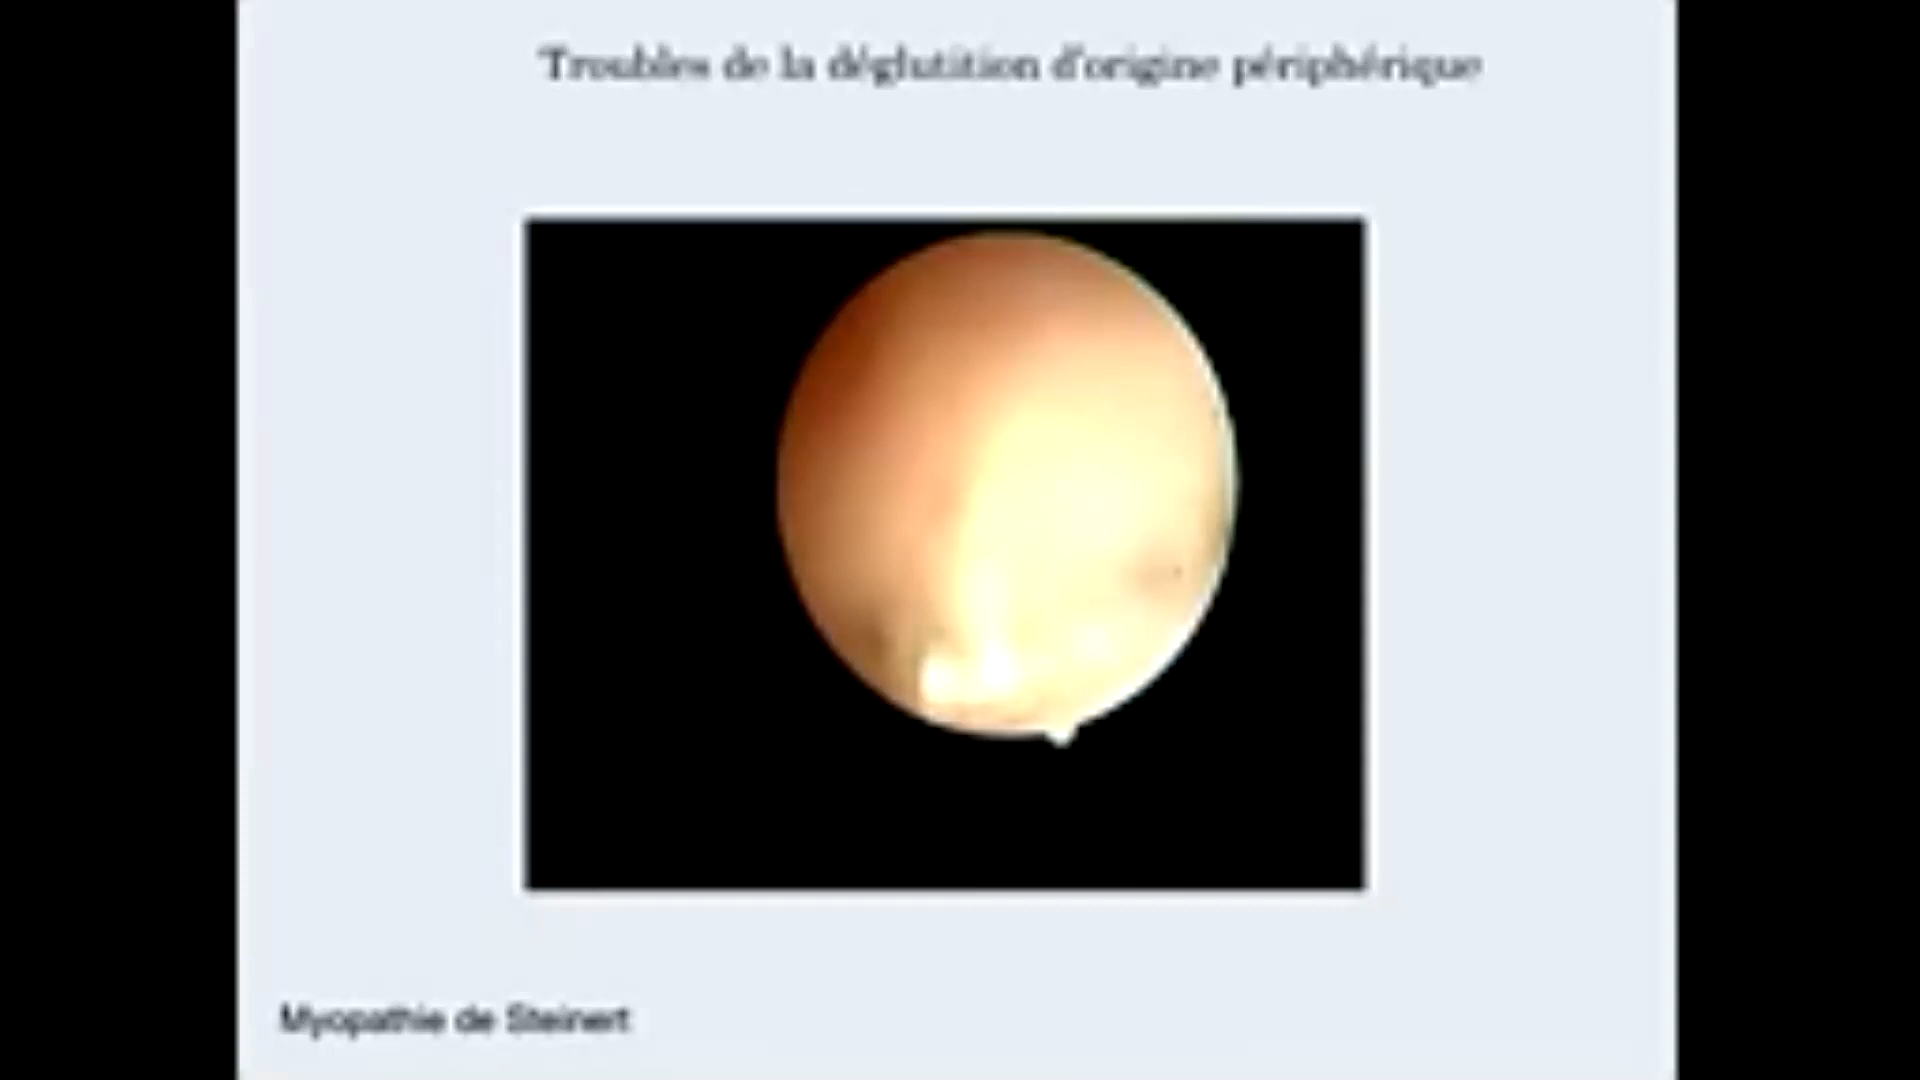 Troubles de la déglutition d'origine périphérique
Myopathie de Steinert